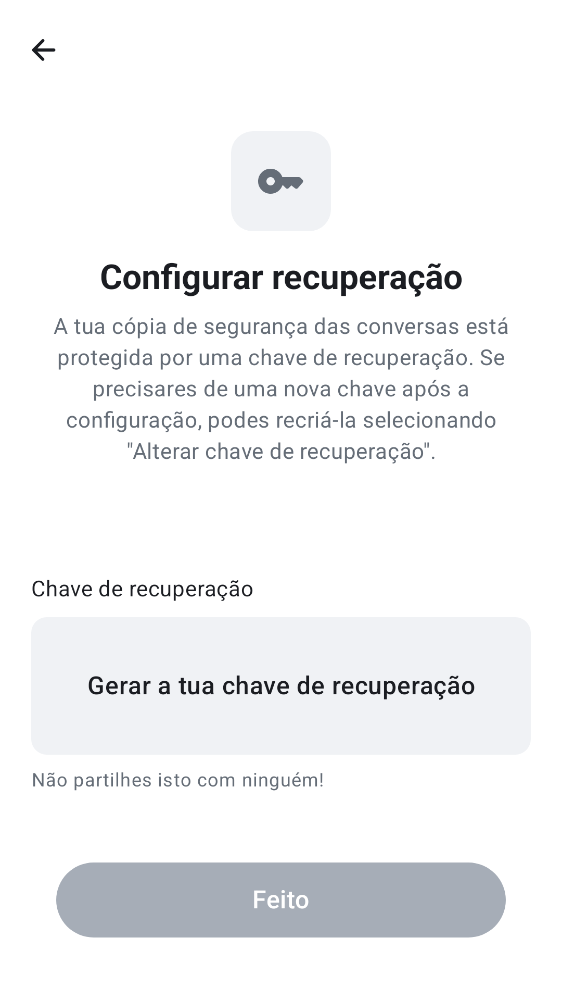 Configurar recuperação
A tua cópia de segurança das conversas está
protegida por uma chave de recuperação. Se
precisares de uma nova chave após a
configuração, podes recriá-la selecionando
"Alterar chave de recuperação".
Chave de recuperação
Gerar a tua chave de recuperação
Não partilhes isto com ninguém!
Feito